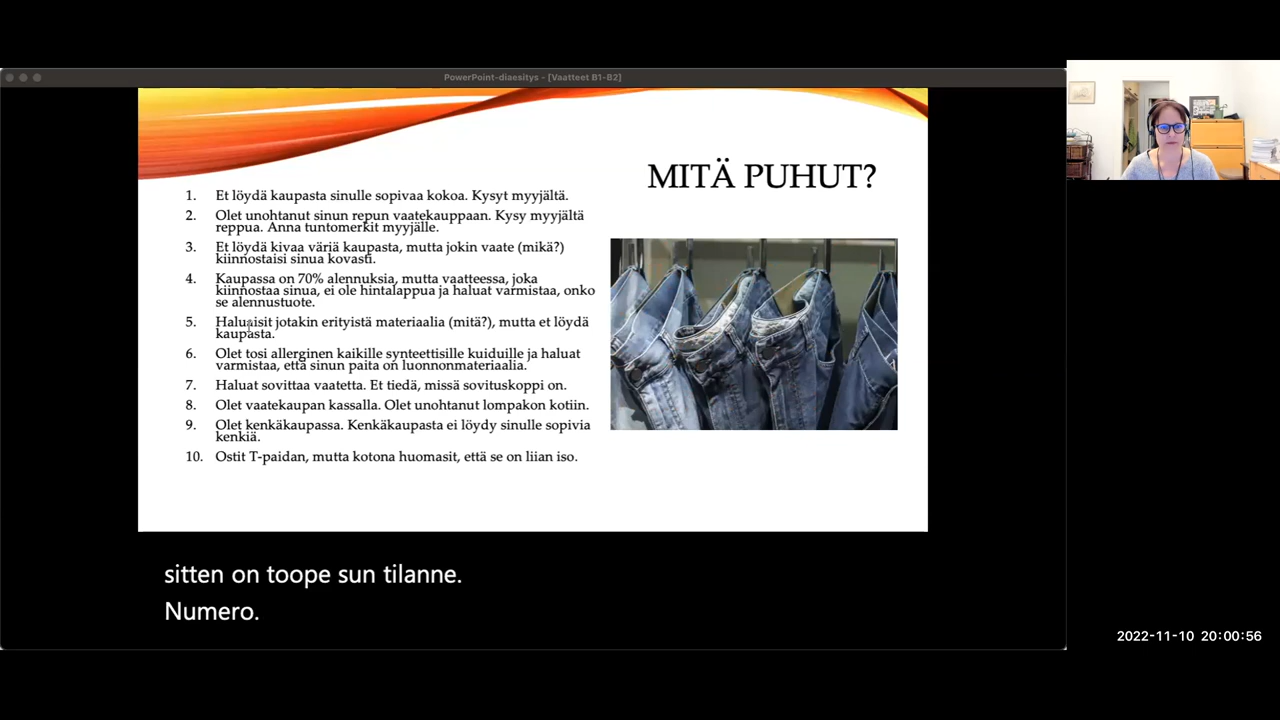 PowerPoint-diaesitys - [Vaatteet B1-B2]
MITÄ PUHUT?
1. Et löydä kaupasta sinulle sopivaa kokoa. Kysyt myyjältä.
2. Olet unohtanut sinun repun vaatekauppaan. Kysy myyjältä
reppua. Anna tuntomerkit myyjälle.
3. Et löydä kivaa väriä kaupasta, mutta jokin vaate (mikä?)
kiinnostaisi sinua kovasti.
4. Kaupassa on 70% alennuksia, mutta vaatteessa, joka
kiinnostaa sinua, ei ole hintalappua ja haluat varmistaa, onko
se alennustuote.
5. Haluaisit jotakin erityistä materiaalia (mitä?), mutta et löydä
kaupasta.
6. Olet tosi allerginen kaikille synteettisille kuiduille ja haluat
varmistaa, että sinun paita on luonnonmateriaalia.
7. Haluat sovittaa vaatetta. Et tiedä, missä sovituskoppi on.
8. Olet vaatekaupan kassalla. Olet unohtanut lompakon kotiin.
9. Olet kenkäkaupassa. Kenkäkaupasta ei löydy sinulle sopivia
kenkiä.
10. Ostit T-paidan, mutta kotona huomasit, että se on liian iso.
sitten on toope sun tilanne.
Numero.
2022-11-10 20:00:56